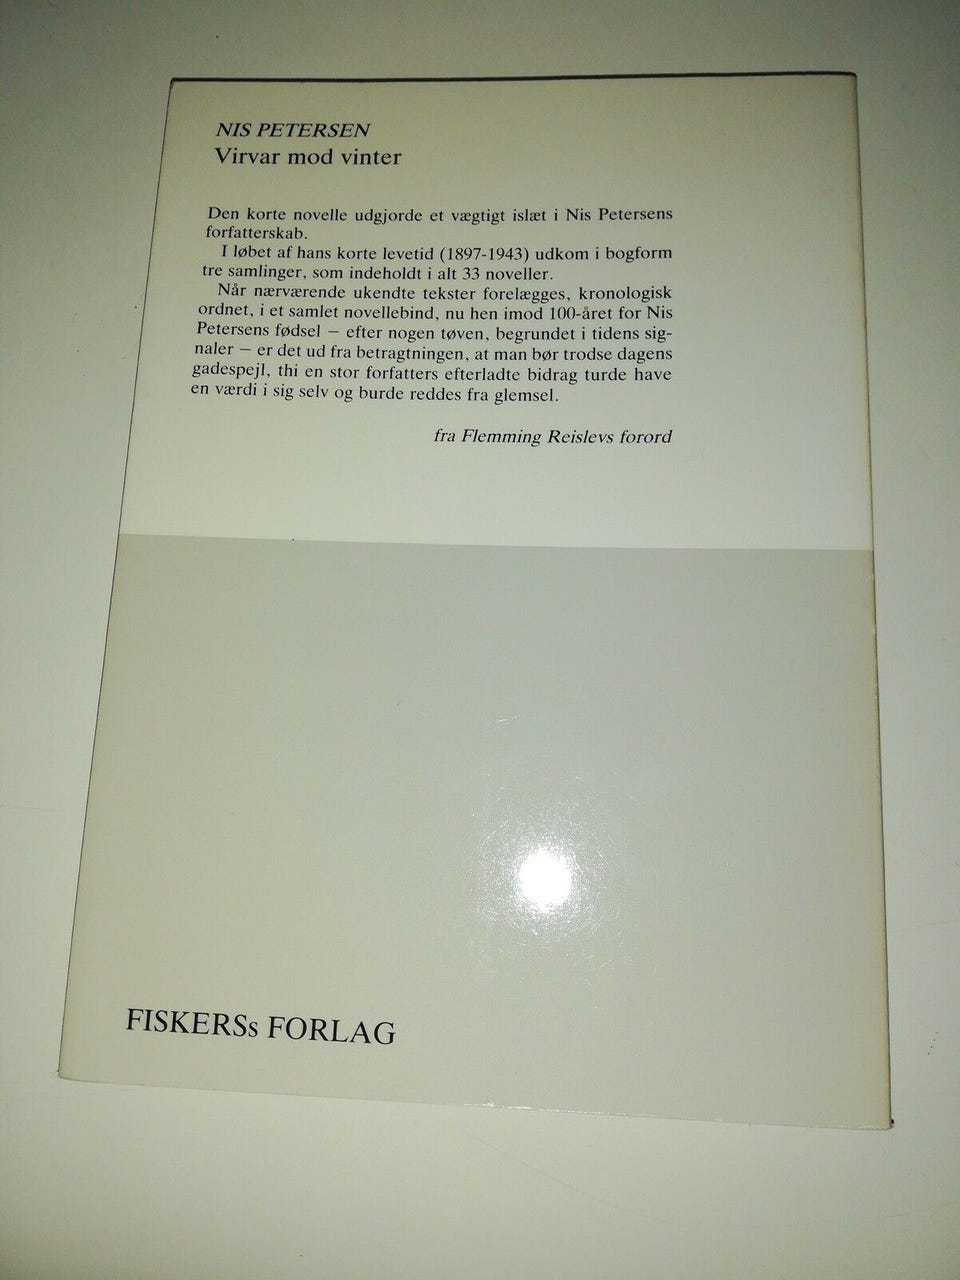 NIS PETERSEN
Virvar mod vinter
Den korte novelle udgjorde et vægtigt islæt i Nis Petersens
forfatterskab.
I løbet af hans korte levetid (1897-1943) udkom i bogform
tre samlinger, som indeholdt i alt 33 noveller.
Når nærværende ukendte tekster forelægges, kronologisk
ordnet, i et samlet novellebind, nu hen imod 100-året for Nis
Petersens fødsel — efter nogen tøven, begrundet i tidens sig-
naler — er det ud fra betragtningen, at man bør trodse dagens
gadespejl, thi en stor forfatters efterladte bidrag turde have
en værdi i sig selv og burde reddes fra glemsel.
fra Flemming Reislevs forord
FISKERSs FORLAG